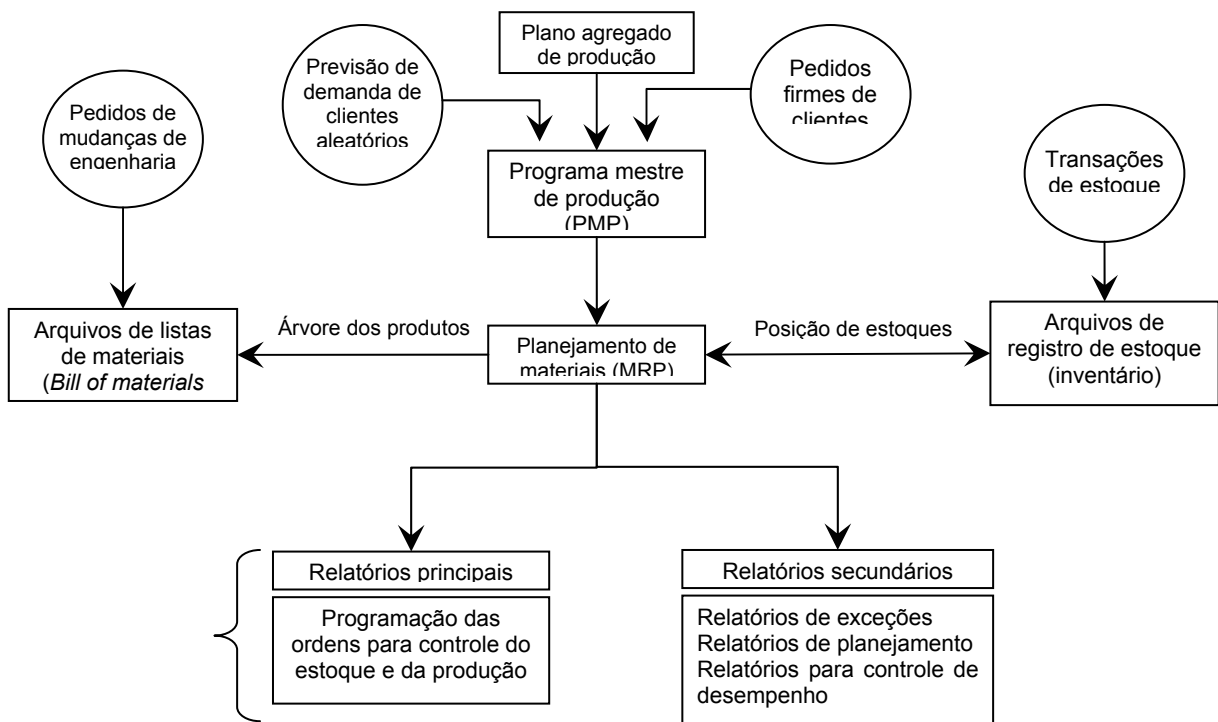 Plano agregado
de produção
Previsão de
demanda de
clientes
aleatórios
Pedidos
firmes de
clientes
Pedidos de
mudanças de
engenharia
Transações
de estoque
Programa mestre
de produção
(PMP)
Arquivos de listas
de materiais
(Bill of materials
Árvore dos produtos
Planejamento de
materiais (MRP)
Posição de estoques
Arquivos de
registro de estoque
(inventário)
Relatórios principais
Programação das
ordens para controle do
estoque e da produção
Relatórios secundários
Relatórios de exceções
Relatórios de planejamento
Relatórios para controle de
desempenho